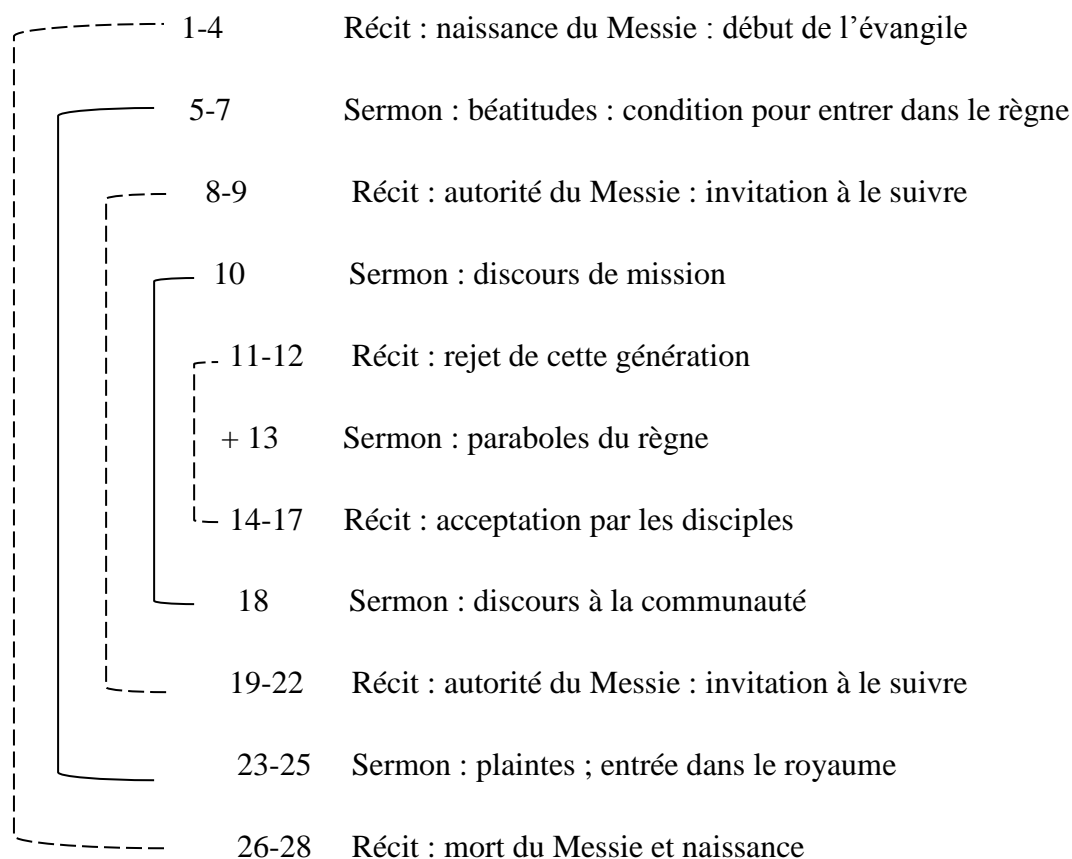 1-4 Récit : naissance du Messie : début de l’évangile
5-7 Sermon : béatitudes : condition pour entrer dans le règne
8-9 Récit : autorité du Messie : invitation à le suivre
10 Sermon : discours de mission
11-12 Récit : rejet de cette génération
+ 13 Sermon : paraboles du règne
14-17 Récit : acceptation par les disciples
18 Sermon : discours à la communauté
19-22 Récit : autorité du Messie : invitation à le suivre
23-25 Sermon : plaintes ; entrée dans le royaume
26-28 Récit : mort du Messie et naissance